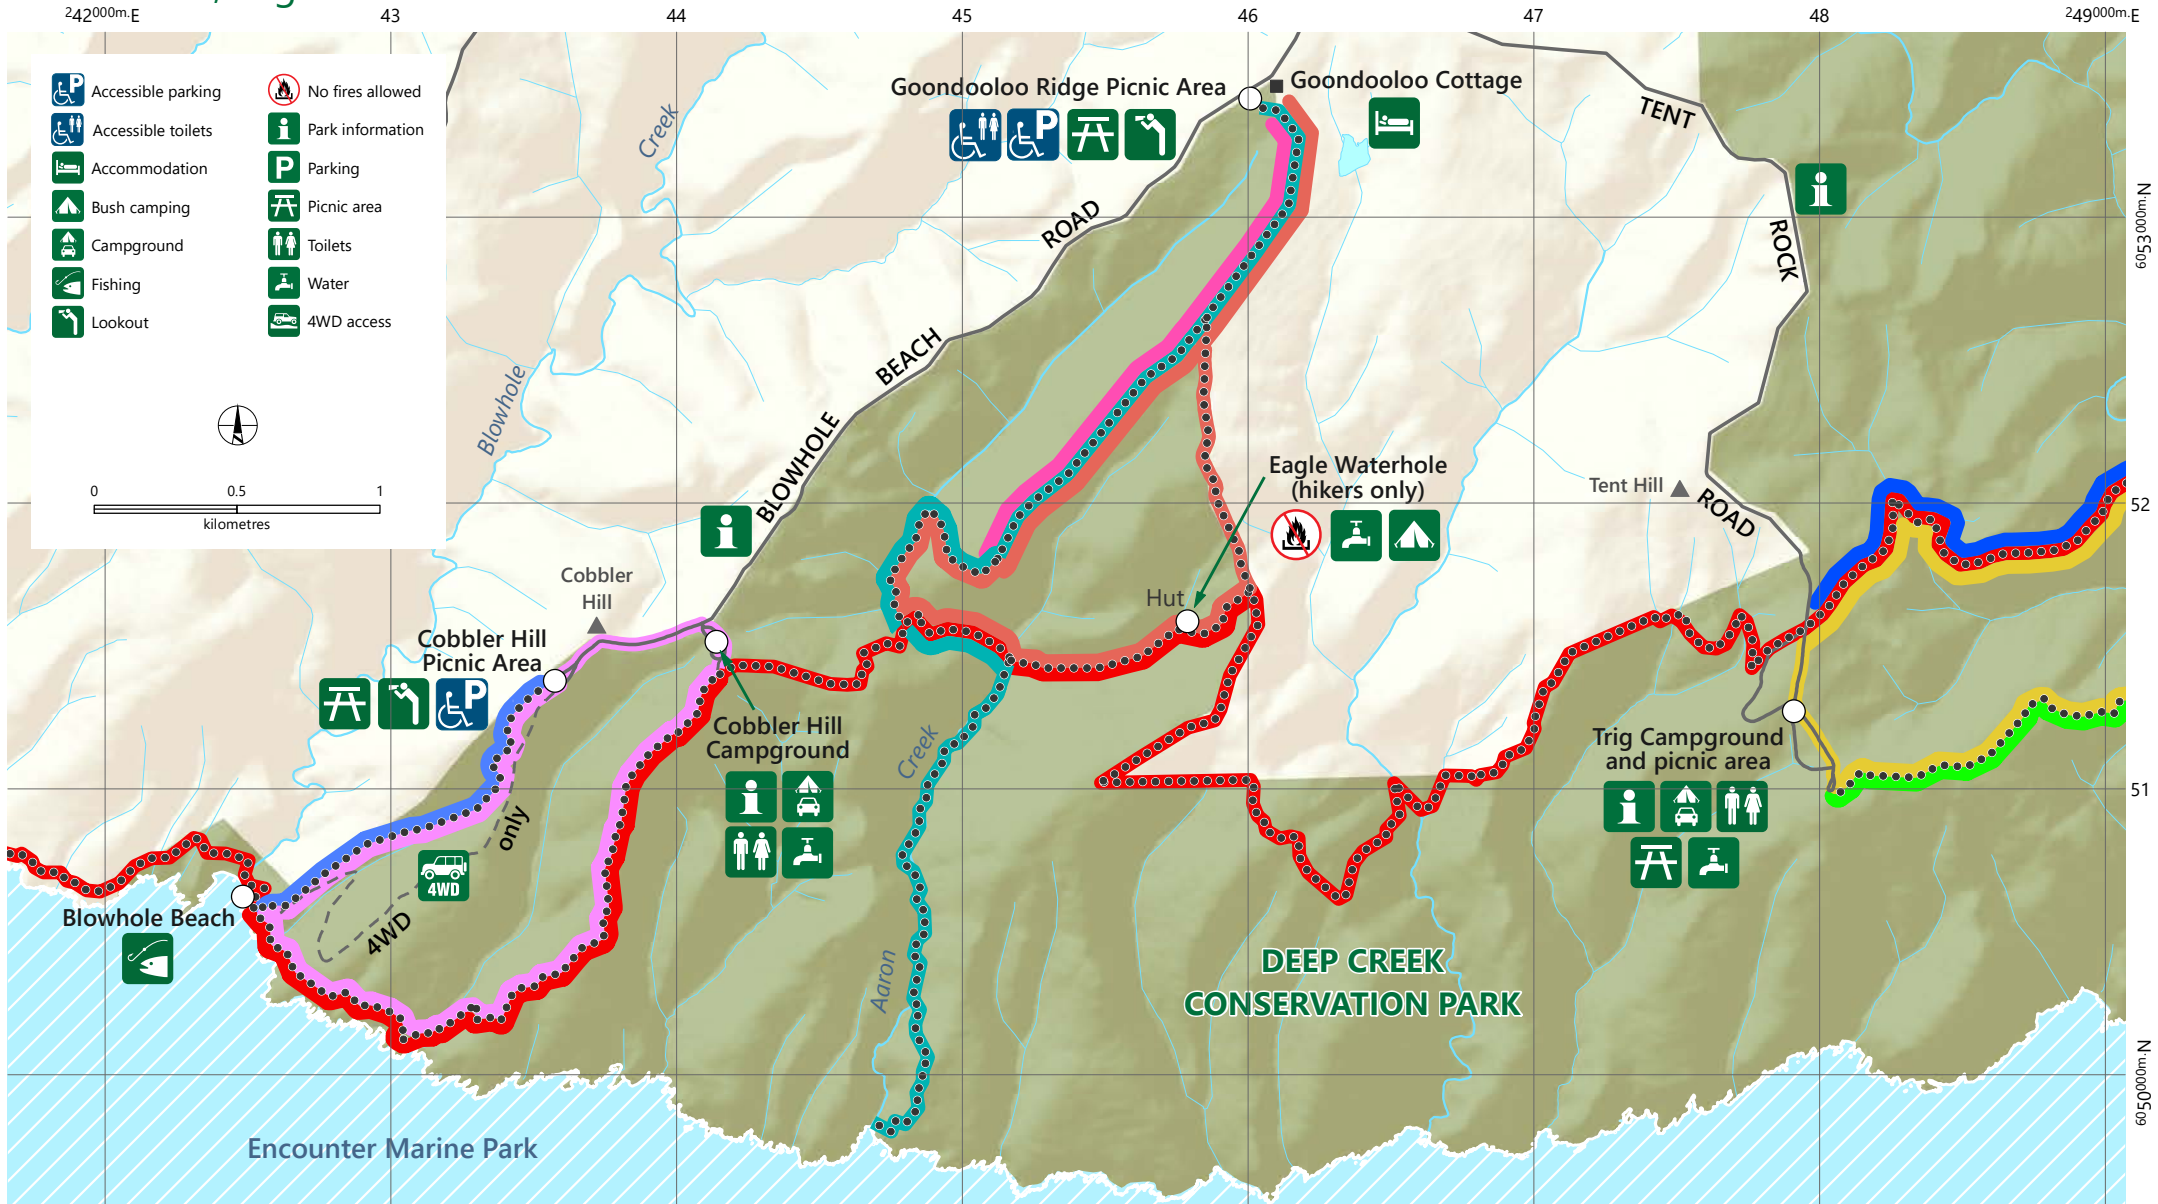 ²42⁰⁰⁰ᵐ·E
43
44
45
46
47
48
²49⁰⁰⁰ᵐ·E
Accessible parking
Accessible toilets
Accommodation
Bush camping
Campground
Fishing
Lookout
No fires allowed
Park information
Parking
Picnic area
Toilets
Water
4WD access
0 0.5 1
kilometres
Creek
Blowhole
Goondooloo Ridge Picnic Area
Goondooloo Cottage
TENT
ROCK
ROAD
⁶⁰53⁰⁰⁰ᵐ·N
BLOWHOLE
BEACH
ROAD
Eagle Waterhole
(hikers only)
Hut
Tent Hill
52
Cobbler
Hill
Cobbler Hill
Picnic Area
Cobbler Hill
Campground
Creek
Aaron
Trig Campground
and picnic area
51
4WD
only
4WD
Blowhole Beach
DEEP CREEK
CONSERVATION PARK
⁶⁰50⁰⁰⁰ᵐ·N
Encounter Marine Park